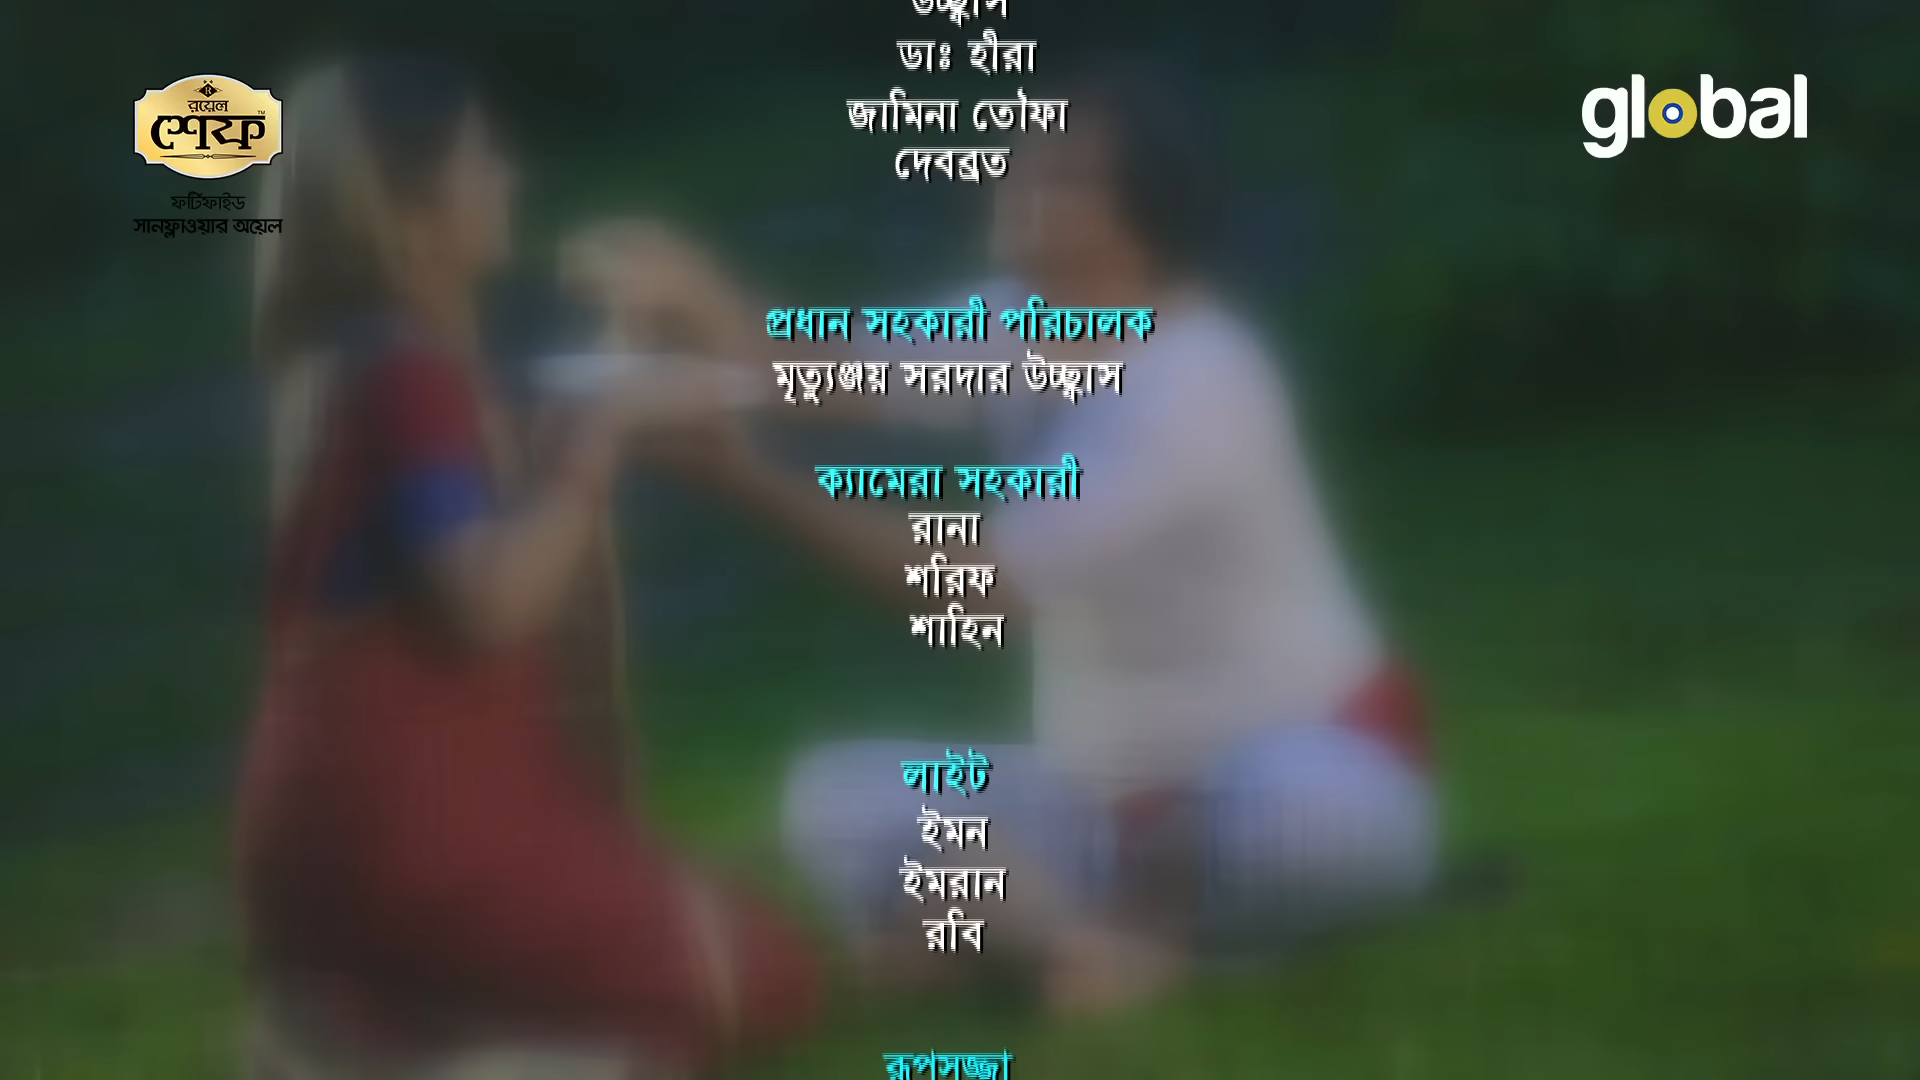 উচ্ছ্বাস
ডাঃ হীরা
জামিনা তৌফা
দেবব্রত
রয়েল
শেফ
ফর্টিফাইড
সানফ্লাওয়ার অয়েল
global
প্রধান সহকারী পরিচালক
মৃত্যুঞ্জয় সরদার উচ্ছ্বাস
ক্যামেরা সহকারী
রানা
শরিফ
শাহিন
লাইট
ইমন
ইমরান
রবি
রূপসজ্জা